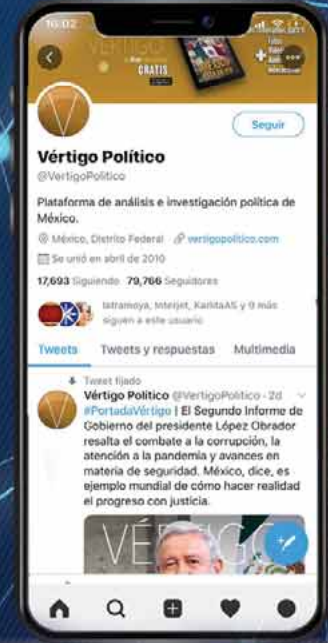 16:02
VÉRTIGO
GRATIS
Seguir
Vértigo Político
@VertigoPolitico
Plataforma de análisis e investigación política de
México.
México, Distrito Federal vertigopolitico.com
Se unió en abril de 2010
17,693 Siguiendo 79,766 Seguidores
latramoya, Interjet, KarlitaAS y 9 más
siguen a este usuario
Tweets Tweets y respuestas Multimedia
Tweet fijado
Vértigo Político @VertigoPolitico · 2d
#PortadaVértigo | El Segundo Informe de
Gobierno del presidente López Obrador
resalta el combate a la corrupción, la
atención a la pandemia y avances en
materia de seguridad. México, dice, es
ejemplo mundial de cómo hacer realidad
el progreso con justicia.
VÉRTIGO